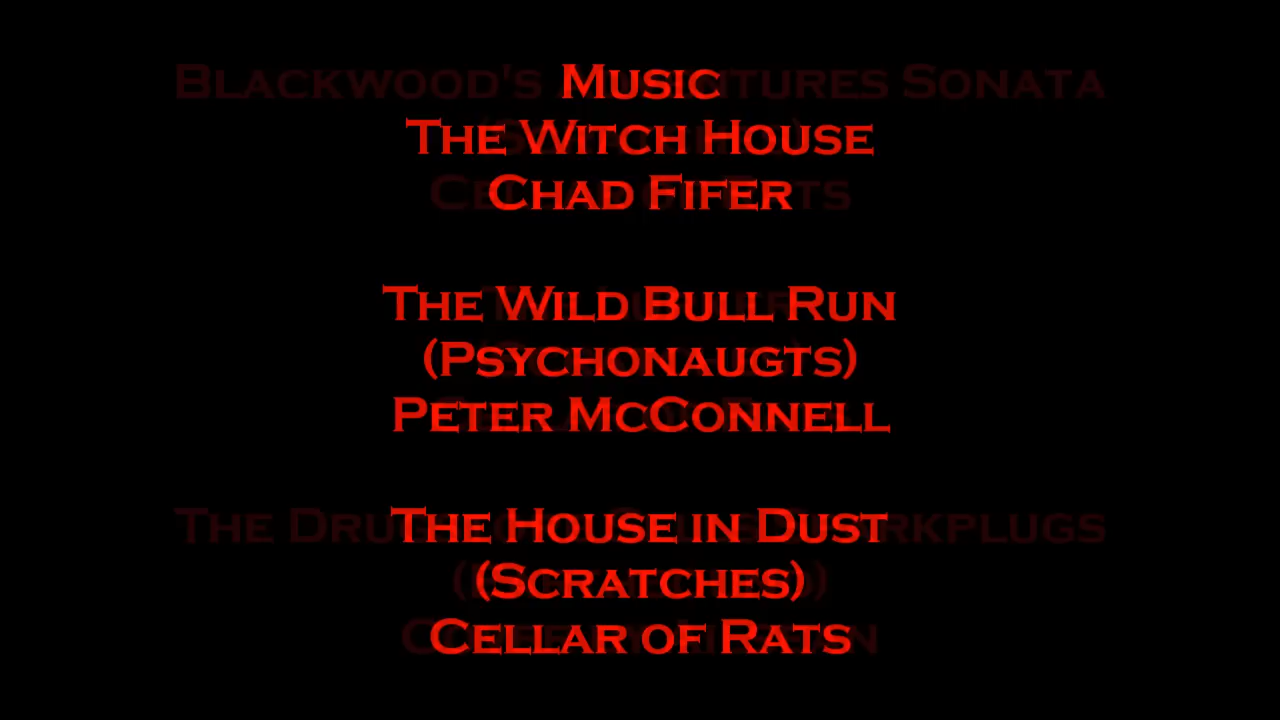 Music
The Witch House
Chad Fifer
The Wild Bull Run
(Psychonaugts)
Peter McConnell
The House in Dust
(Scratches)
Cellar of Rats